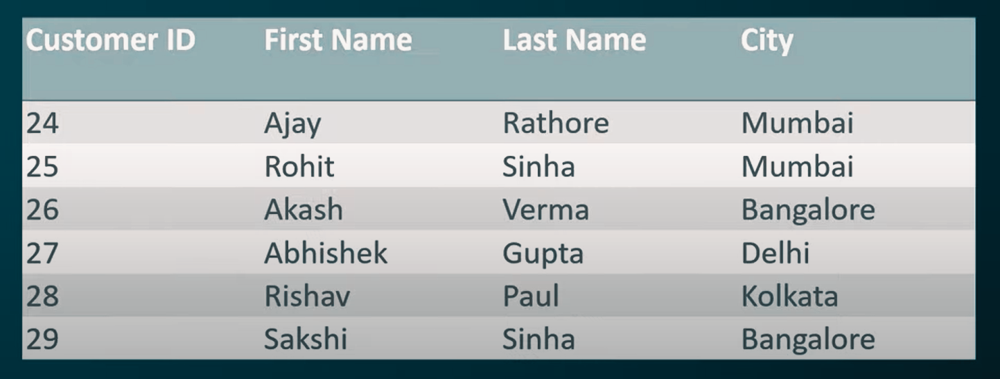 Customer ID First Name Last Name City
24 Ajay Rathore Mumbai
25 Rohit Sinha Mumbai
26 Akash Verma Bangalore
27 Abhishek Gupta Delhi
28 Rishav Paul Kolkata
29 Sakshi Sinha Bangalore